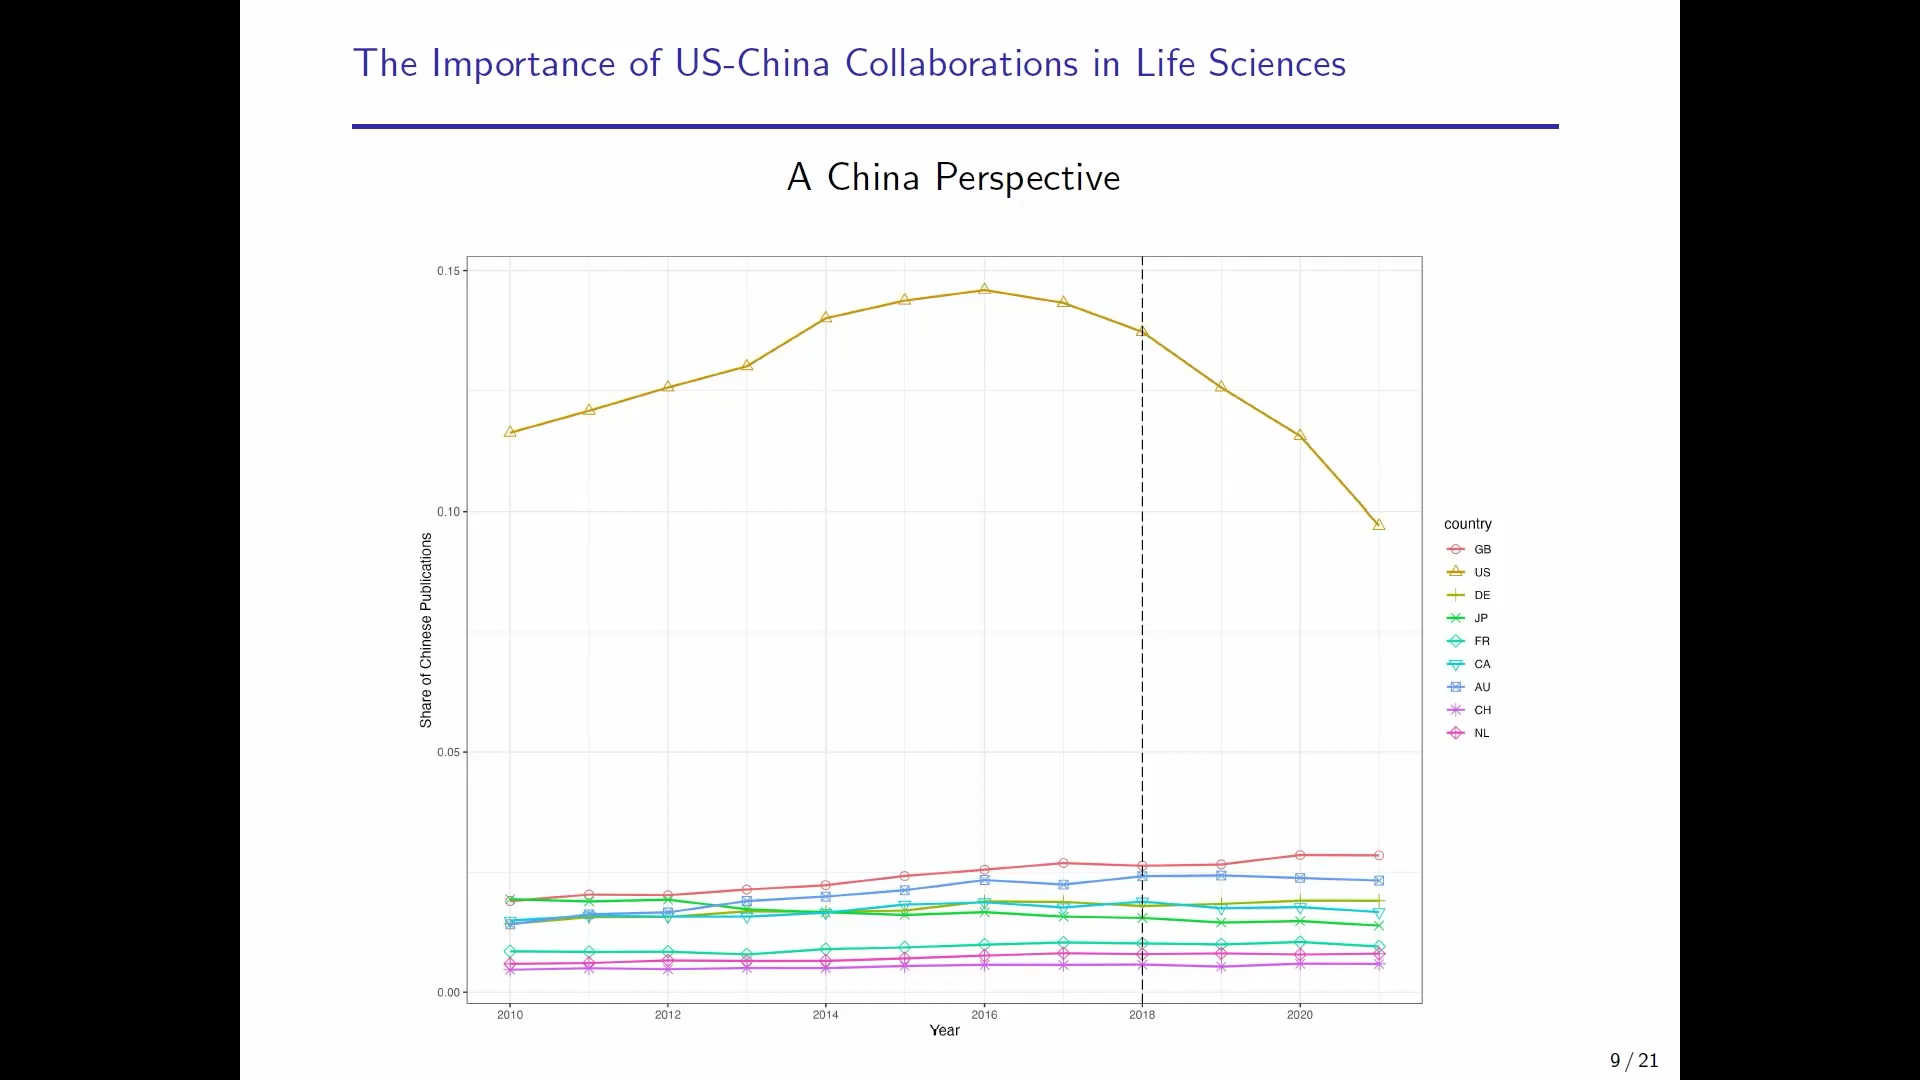 The Importance of US-China Collaborations in Life Sciences
A China Perspective
0.15
0.10
0.05
0.00
Share of Chinese Publications
2010
2012
2014
2016
2018
2020
Year
country
GB
US
DE
JP
FR
CA
AU
CH
NL
9 / 21